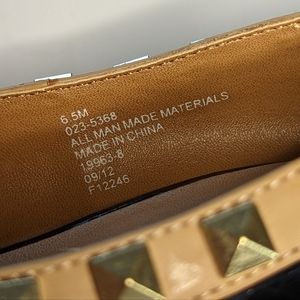 6.5M
023-5368
ALL MAN MADE MATERIALS
MADE IN CHINA
19963-8
09/12
F12246